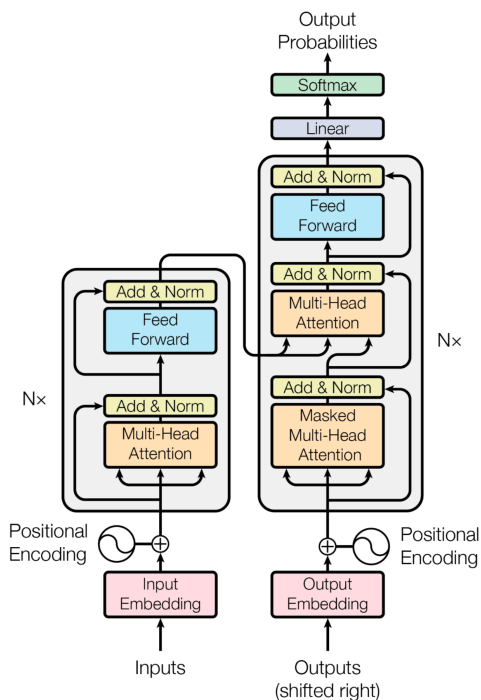 Output
Probabilities
Softmax
Linear
Add & Norm
Feed
Forward
Add & Norm
Multi-Head
Attention
Add & Norm
Masked
Multi-Head
Attention
N×
Add & Norm
Feed
Forward
N×
Add & Norm
Multi-Head
Attention
Positional
Encoding
Positional
Encoding
Input
Embedding
Output
Embedding
Inputs
Outputs
(shifted right)